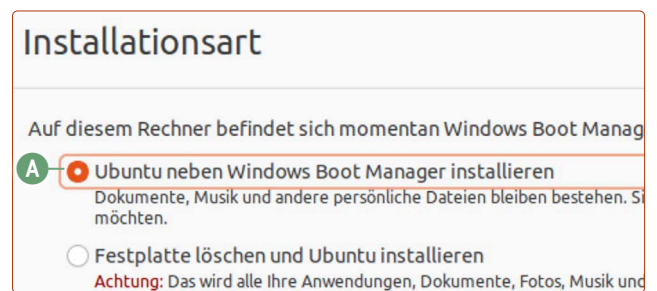 Installationsart
Auf diesem Rechner befindet sich momentan Windows Boot Manag
A
Ubuntu neben Windows Boot Manager installieren
Dokumente, Musik und andere persönliche Dateien bleiben bestehen. Si
möchten.
Festplatte löschen und Ubuntu installieren
Achtung: Das wird alle Ihre Anwendungen, Dokumente, Fotos, Musik und